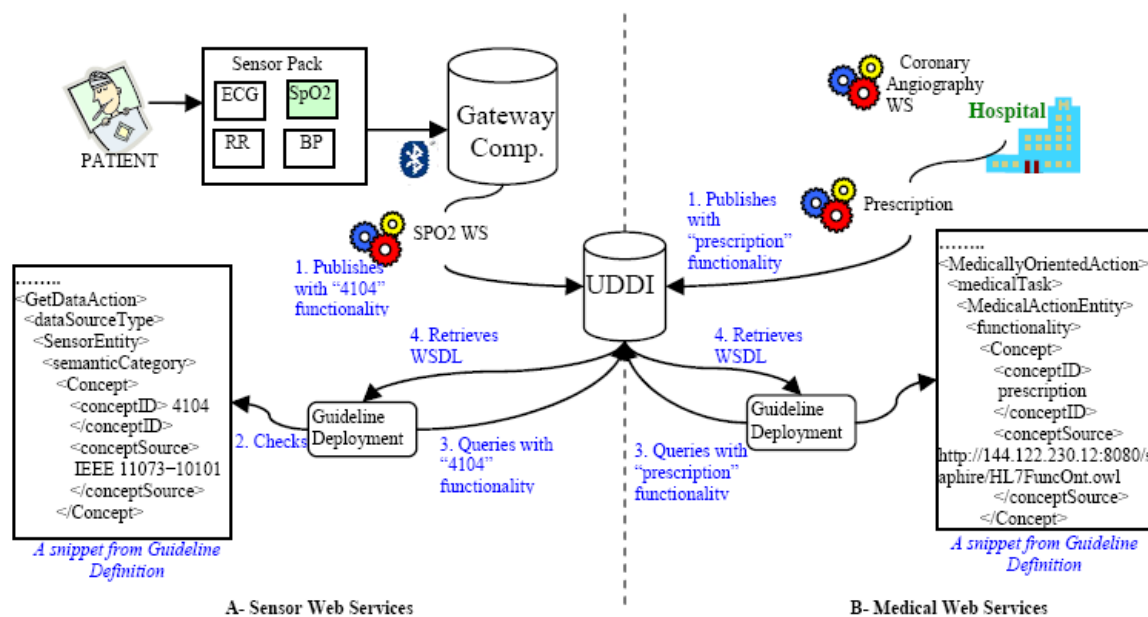 Sensor Pack
ECG
SpO2
RR
BP
PATIENT
Gateway
Comp.
SPO2 WS
1. Publishes
with “4104”
functionality
Coronary
Angiography
WS
Hospital
H
Prescription
1. Publishes
with
“prescription”
functionality
UDDI
4. Retrieves
WSDL
4. Retrieves
WSDL
Guideline
Deployment
2. Checks
3. Queries with
“4104”
functionality
Guideline
Deployment
3. Queries with
“prescription”
functionality
……..
<GetDataAction>
<dataSourceType>
<SensorEntity>
<semanticCategory>
<Concept>
<conceptID> 4104
</conceptID>
<conceptSource>
IEEE 11073–10101
</conceptSource>
</Concept>
A snippet from Guideline
Definition
……..
<MedicallyOrientedAction>
<medicalTask>
<MedicalActionEntity>
<functionality>
<Concept>
<conceptID>
prescription
</conceptID>
<conceptSource>
http://144.122.230.12:8080/s
aphire/HL7FuncOnt.owl
</conceptSource>
</Concept>
A snippet from Guideline
Definition
A- Sensor Web Services
B- Medical Web Services